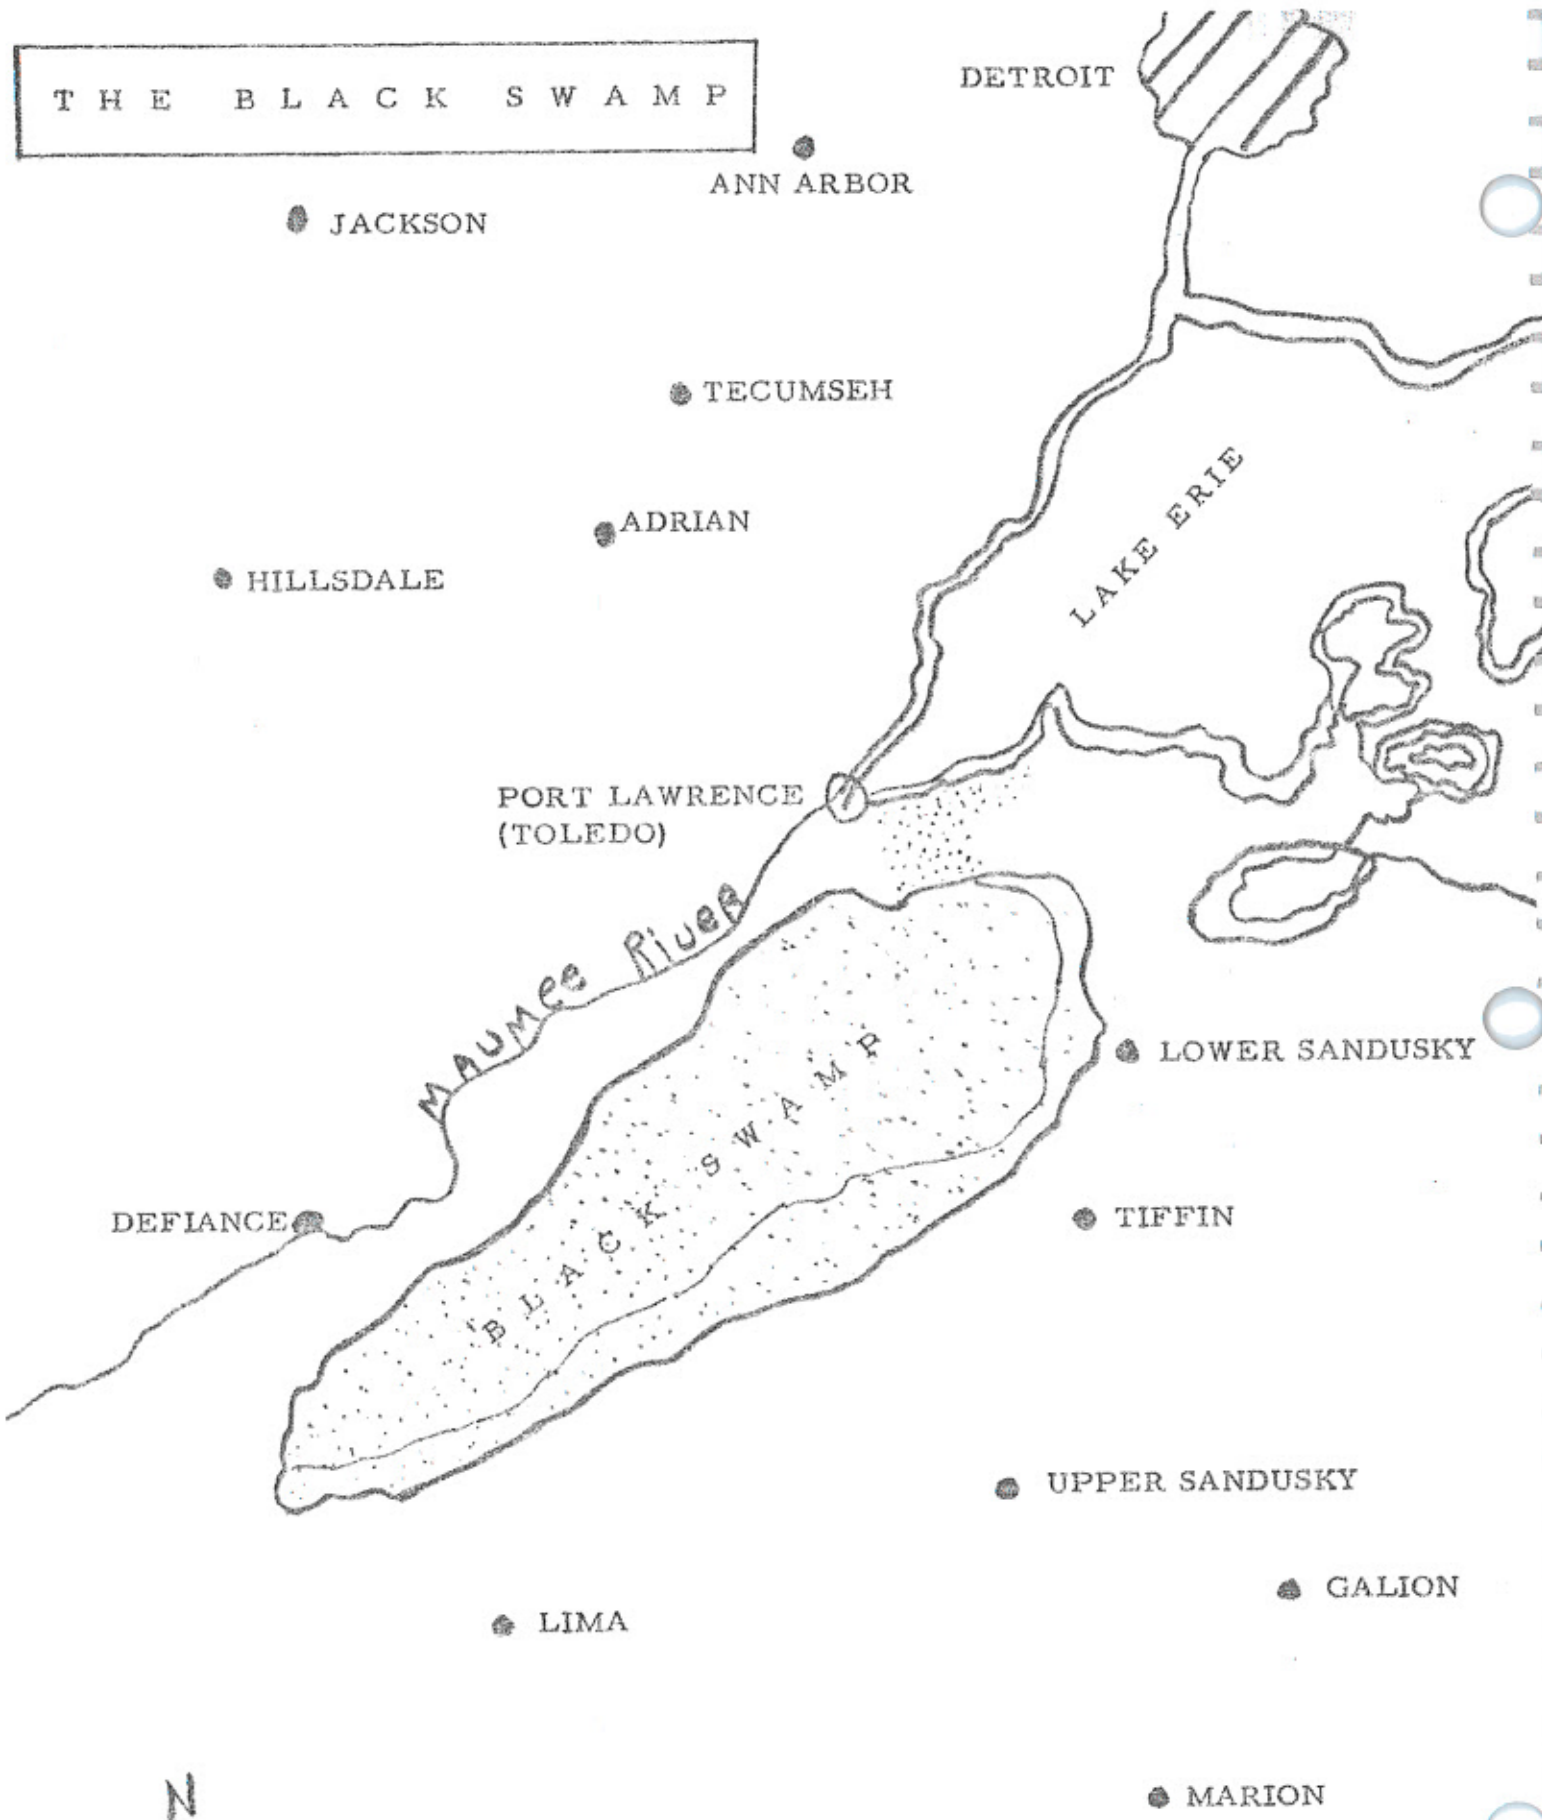 THE BLACK SWAMP
DETROIT
ANN ARBOR
JACKSON
TECUMSEH
ADRIAN
HILLSDALE
LAKE ERIE
PORT LAWRENCE
(TOLEDO)
MAUMEE RIVER
BLACK SWAMP
LOWER SANDUSKY
DEFIANCE
TIFFIN
UPPER SANDUSKY
GALION
LIMA
N
MARION